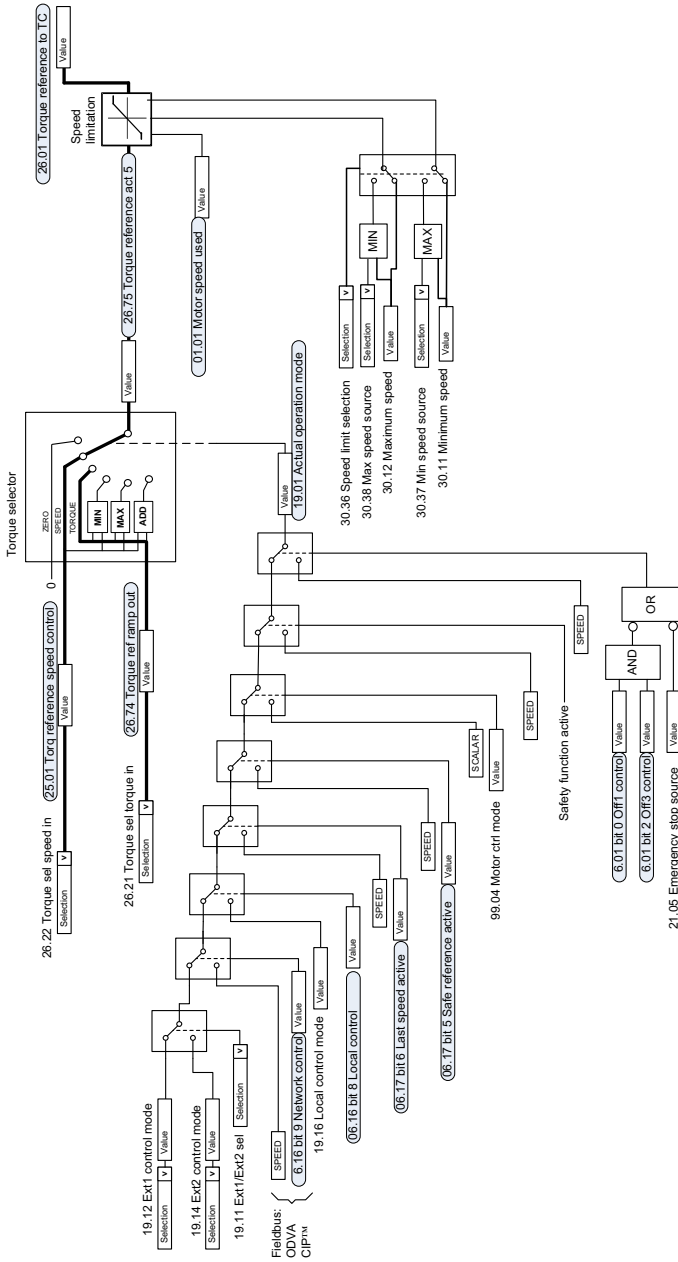 Torque selector
26.22 Torque sel speed in
Selection v
25.01 Torq reference speed control
Value
0
ZERO
SPEED
TORQUE
MIN
MAX
ADD
26.21 Torque sel torque in
Selection v
26.74 Torque ref ramp out
Value
Value
26.75 Torque reference act 5
Speed
limitation
26.01 Torque reference to TC
Value
01.01 Motor speed used
Value
19.12 Ext1 control mode
Selection v
Value
19.14 Ext2 control mode
Selection v
Value
19.11 Ext1/Ext2 sel
Selection v
Fieldbus:
ODVA
CIP™
SPEED
6.16 bit 9 Network control
Value
19.16 Local control mode
Value
06.16 bit 8 Local control
Value
SPEED
06.17 bit 6 Last speed active
Value
SPEED
06.17 bit 5 Safe reference active
Value
SCALAR
99.04 Motor ctrl mode
Value
SPEED
Safety function active
SPEED
Value
19.01 Actual operation mode
6.01 bit 0 Off1 control
Value
6.01 bit 2 Off3 control
Value
AND
OR
21.05 Emergency stop source
Value
30.36 Speed limit selection
Selection v
30.38 Max speed source
Selection v
MIN
30.12 Maximum speed
Value
30.37 Min speed source
Selection v
MAX
30.11 Minimum speed
Value